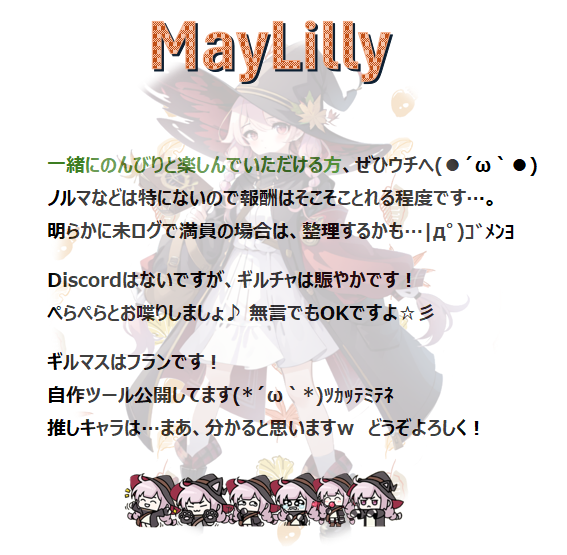 MayLilly
一緒にのんびりと楽しんでいただける方、ぜひウチへ(●´ω｀●)
ノルマなどは特にないので報酬はそこそことれる程度です…。
明らかに未ログで満員の場合は、整理するかも…|дﾟ)ｺﾞﾒﾝﾖ
Discordはないですが、ギルチャは賑やかです！
ぺらぺらとお喋りしましょ♪ 無言でもOKですよ☆彡
ギルマスはフランです！
自作ツール公開してます(*´ω｀*)ﾂｶｯﾃﾐﾃﾈ
推しキャラは…まあ、分かると思いますｗ　どうぞよろしく！